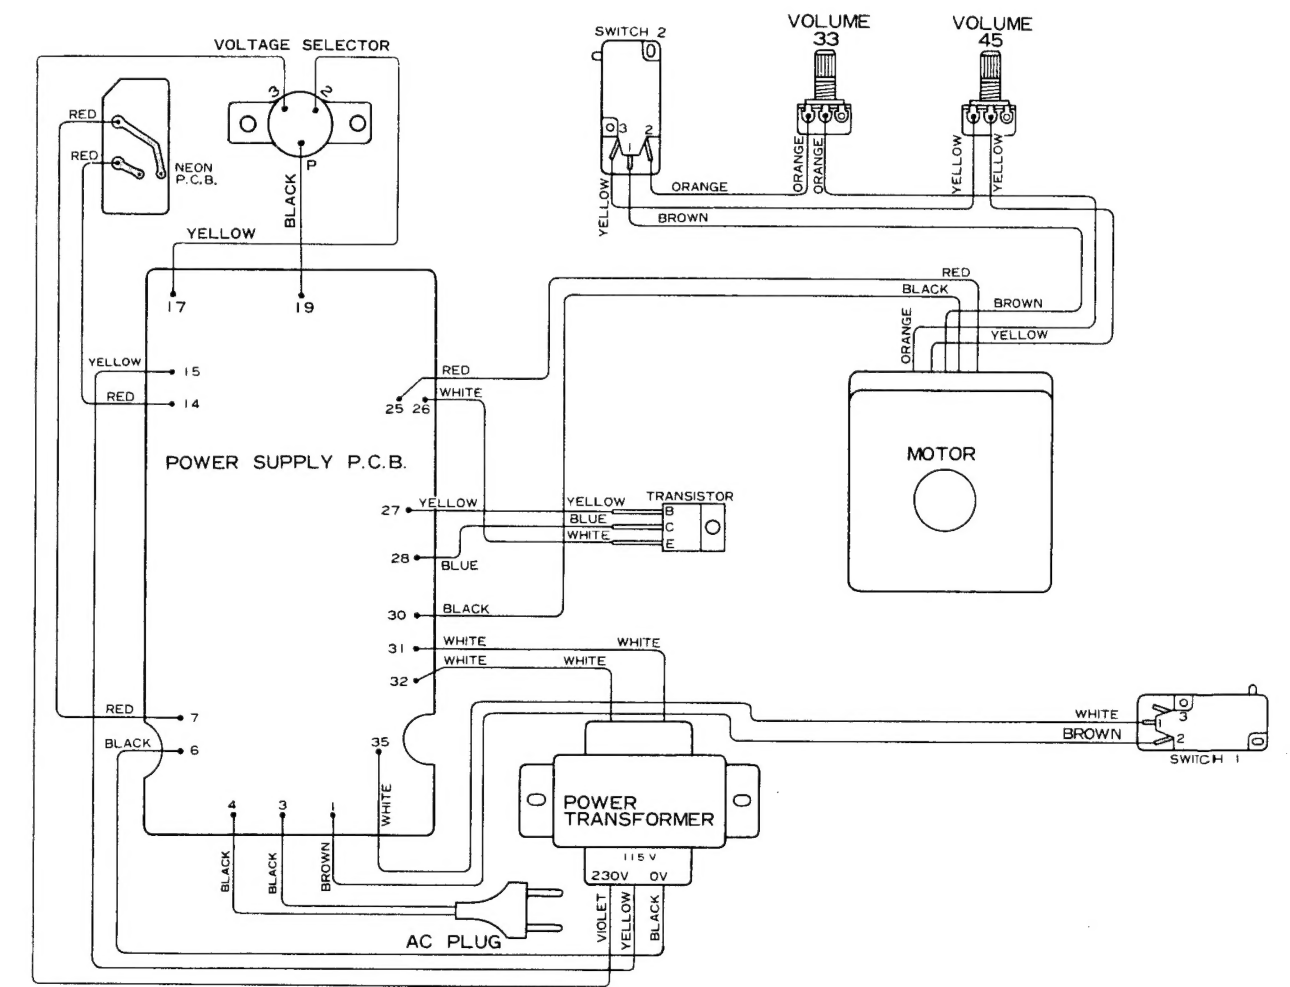 VOLTAGE SELECTOR
3
2
P
BLACK
RED
RED
NEON
P.C.B.
YELLOW
SWITCH 2
3
2
1
YELLOW
ORANGE
BROWN
VOLUME
33
ORANGE
ORANGE
VOLUME
45
YELLOW
YELLOW
17
19
YELLOW
15
RED
14
25
26
RED
WHITE
RED
BLACK
BROWN
ORANGE
YELLOW
MOTOR
POWER SUPPLY P.C.B.
27
YELLOW
YELLOW
BLUE
WHITE
TRANSISTOR
B
C
E
28
BLUE
30
BLACK
31
WHITE
WHITE
32
WHITE
WHITE
RED
7
BLACK
6
35
WHITE
WHITE
BROWN
3
1
2
SWITCH 1
4
3
1
BLACK
BLACK
BROWN
POWER
TRANSFORMER
115V
230V
0V
VIOLET
YELLOW
BLACK
AC PLUG